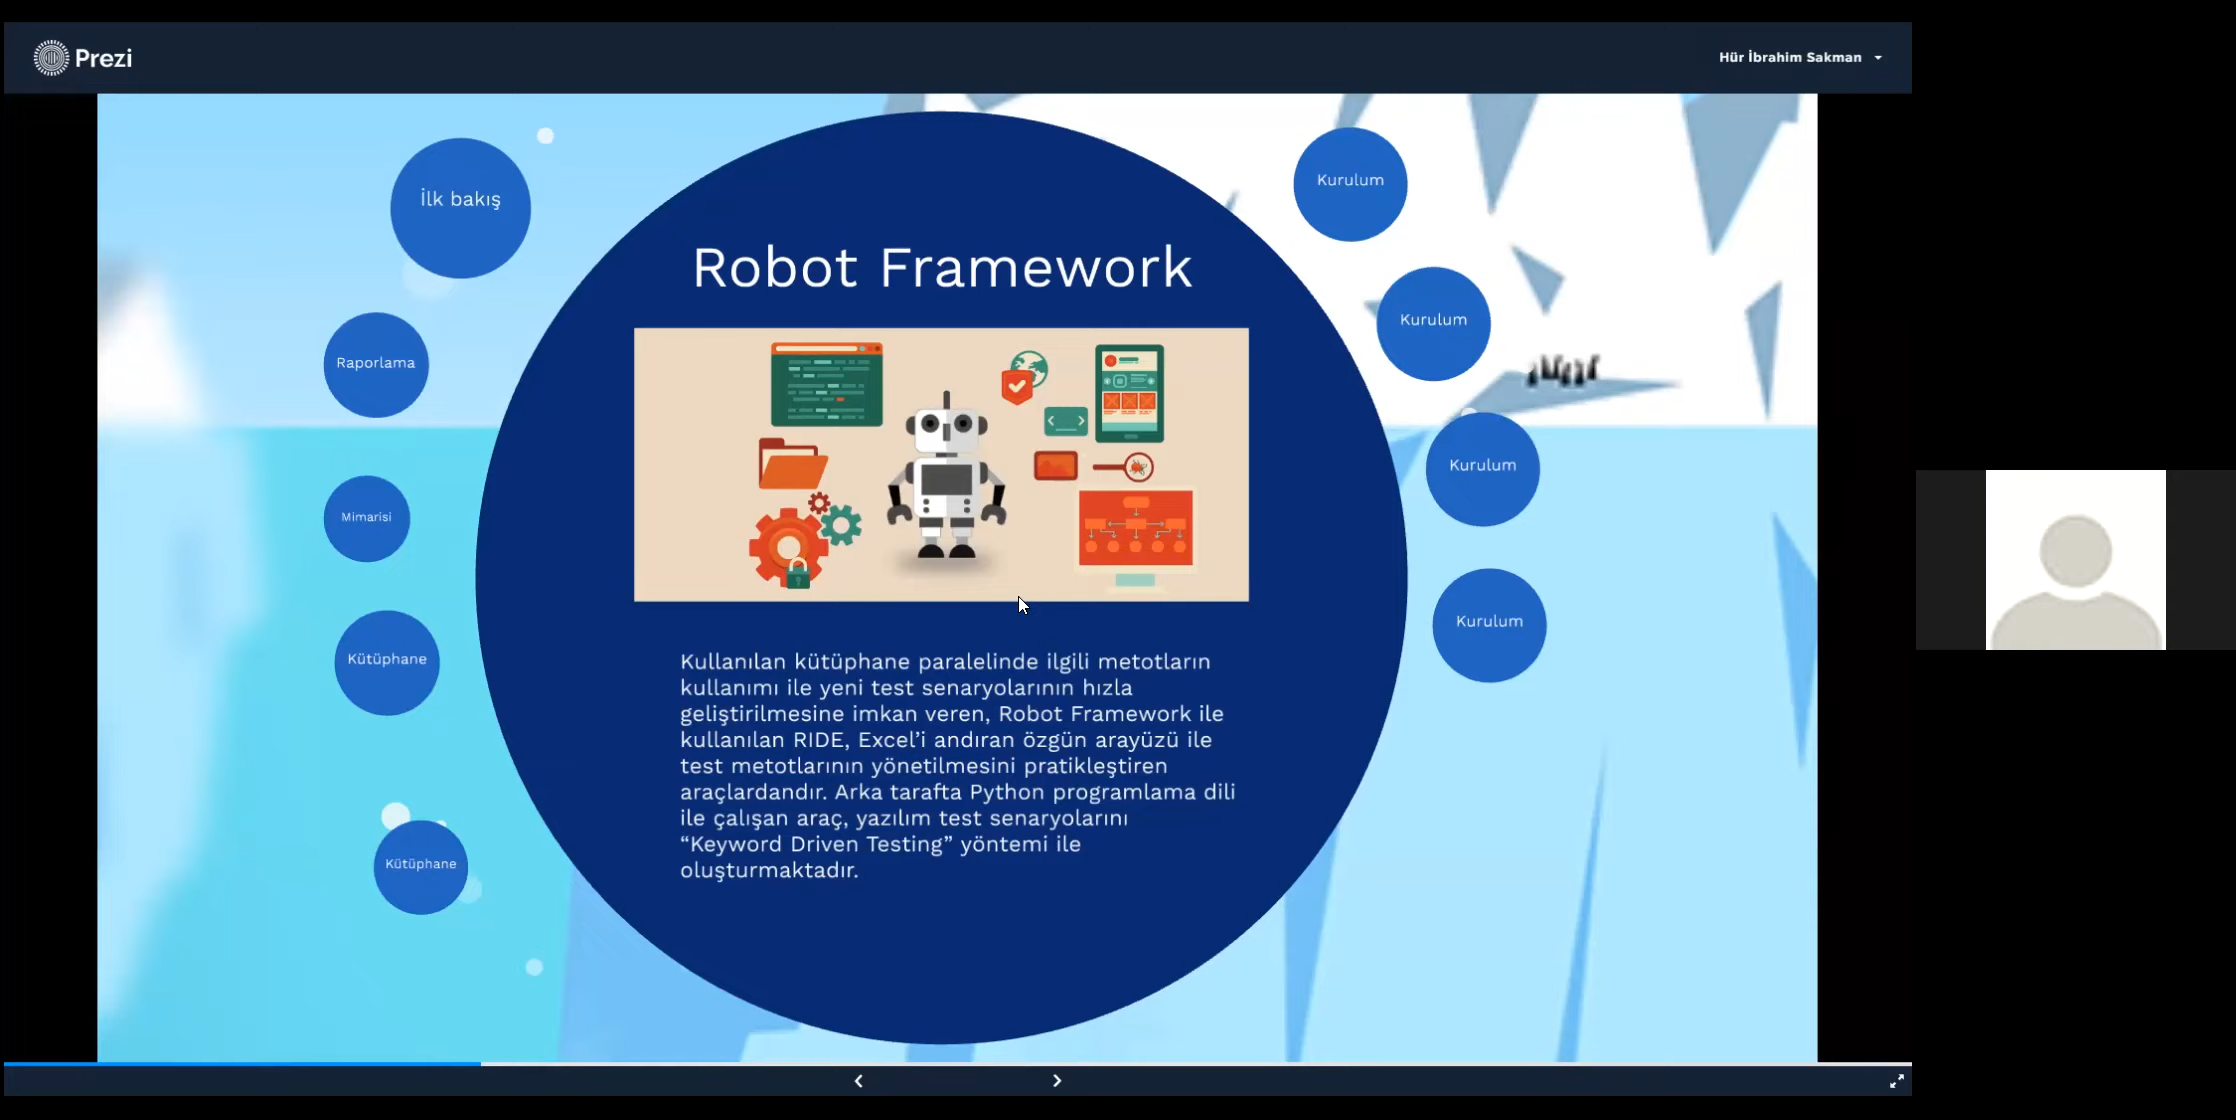 Prezi
Hür İbrahim Sakman
İlk bakış
Raporlama
Mimarisi
Kütüphane
Kütüphane
Robot Framework
Kullanılan kütüphane paralelinde ilgili metotların
kullanımı ile yeni test senaryolarının hızla
geliştirilmesine imkan veren, Robot Framework ile
kullanılan RIDE, Excel’i andıran özgün arayüzü ile
test metotlarının yönetilmesini pratikleştiren
araçlardandır. Arka tarafta Python programlama dili
ile çalışan araç, yazılım test senaryolarını
“Keyword Driven Testing” yöntemi ile
oluşturmaktadır.
Kurulum
Kurulum
Kurulum
Kurulum